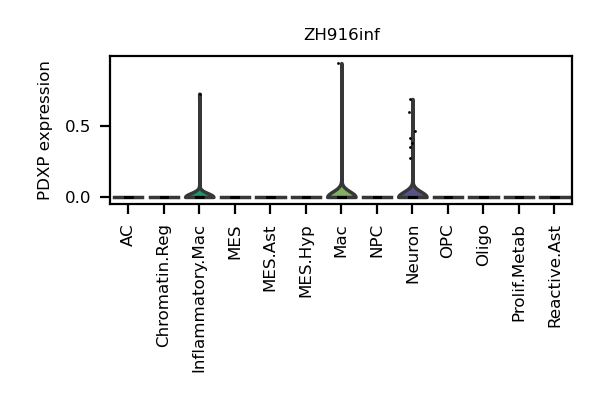 ZH916inf
PDXP expression
0.5
0.0
AC
Chromatin.Reg
Inflammatory.Mac
MES
MES.Ast
MES.Hyp
Mac
NPC
Neuron
OPC
Oligo
Prolif.Metab
Reactive.Ast